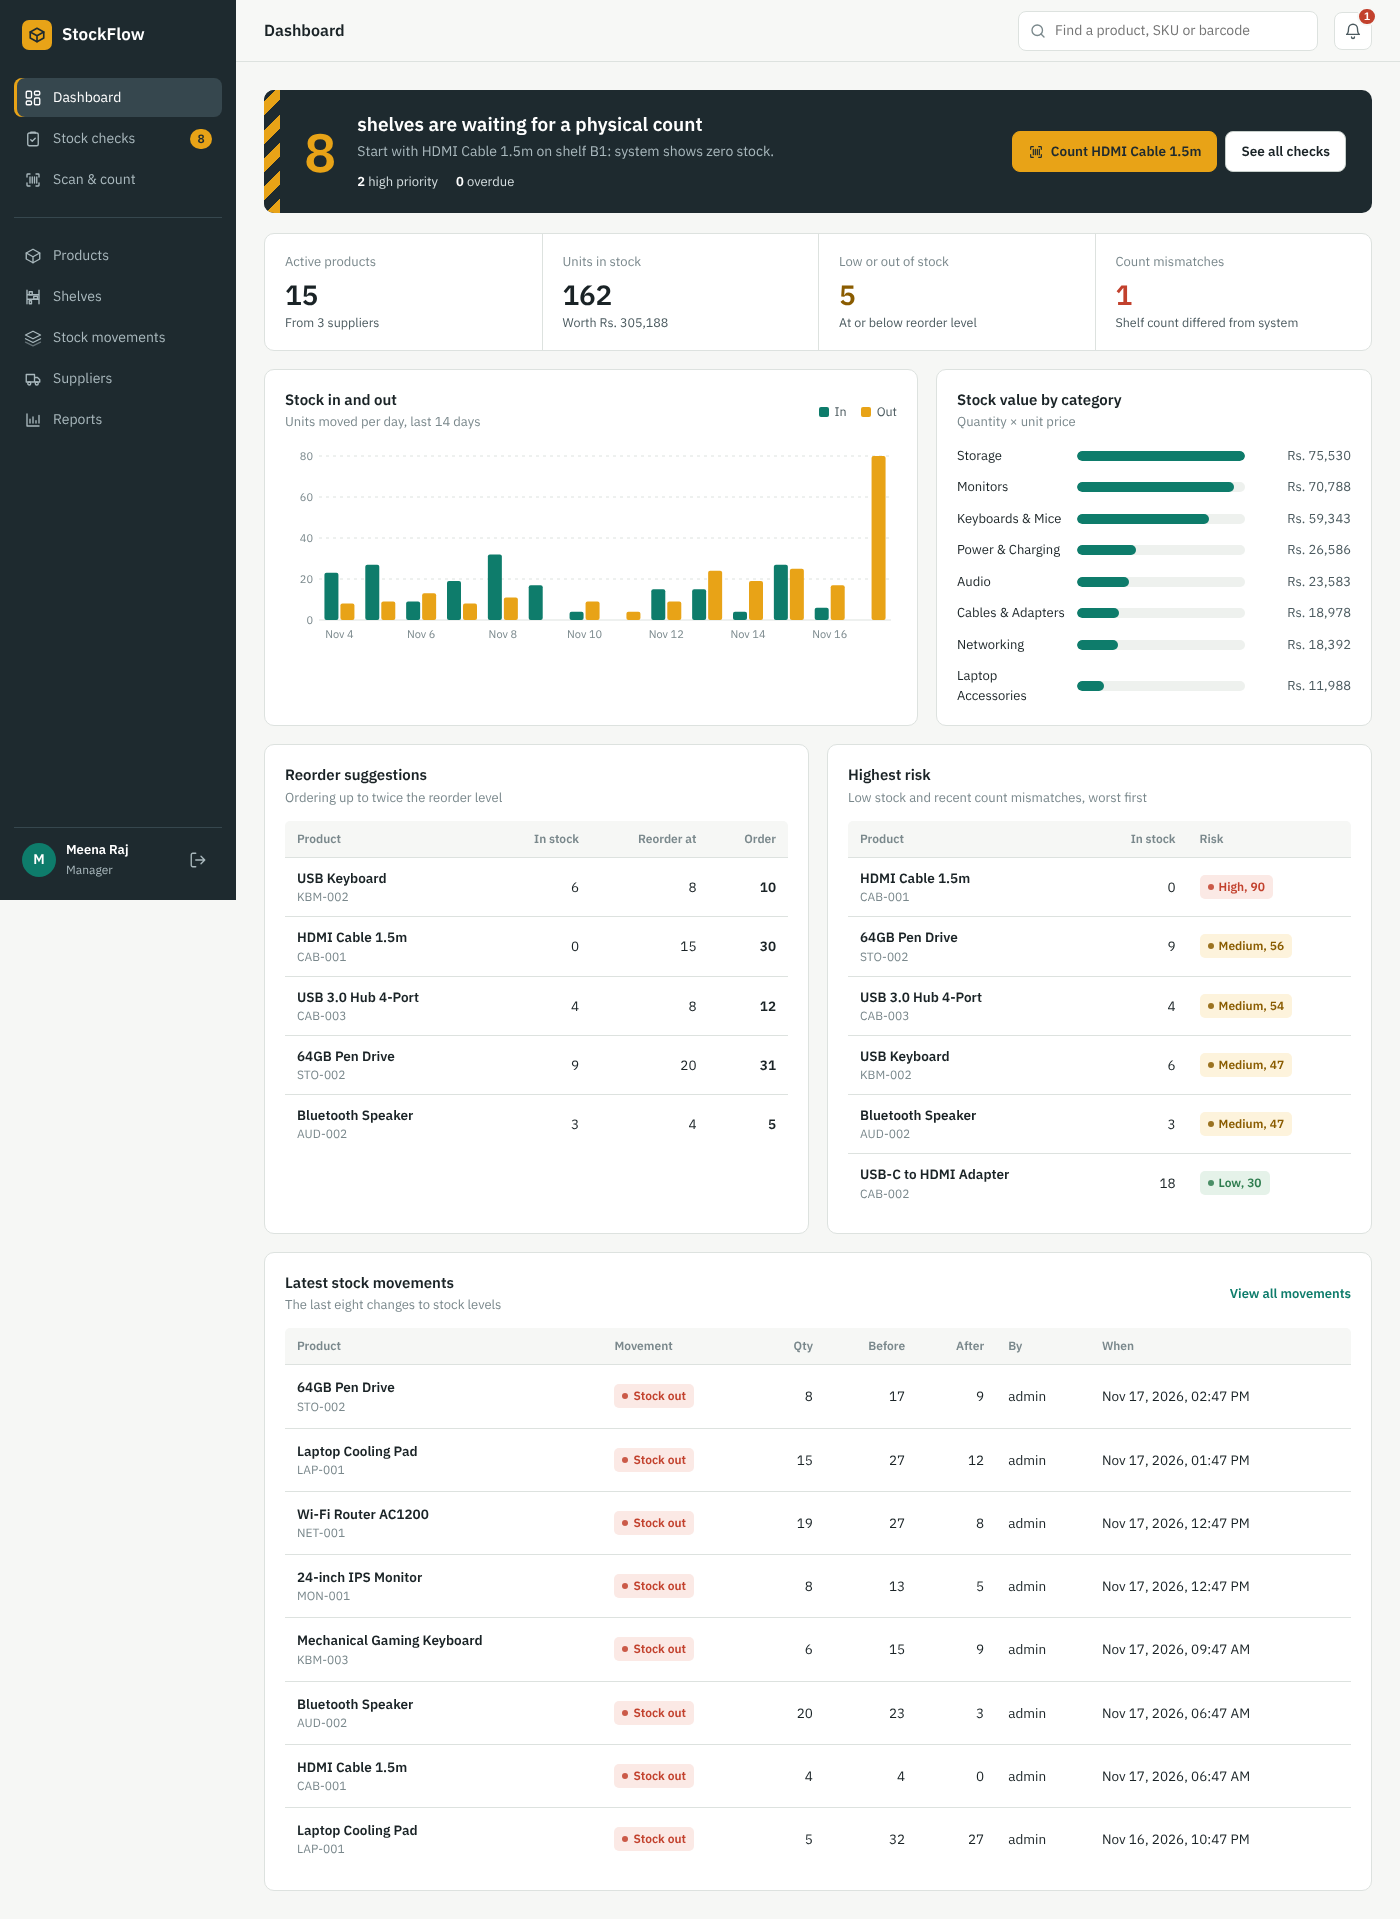 StockFlow
Dashboard
Stock checks 8
Scan & count
Products
Shelves
Stock movements
Suppliers
Reports
M
Meena Raj
Manager
Dashboard
Find a product, SKU or barcode
1
8
shelves are waiting for a physical count
Start with HDMI Cable 1.5m on shelf B1: system shows zero stock.
2 high priority 0 overdue
Count HDMI Cable 1.5m
See all checks
Active products
15
From 3 suppliers
Units in stock
162
Worth Rs. 305,188
Low or out of stock
5
At or below reorder level
Count mismatches
1
Shelf count differed from system
Stock in and out
Units moved per day, last 14 days
In Out
80
60
40
20
0
Nov 4 Nov 6 Nov 8 Nov 10 Nov 12 Nov 14 Nov 16
Stock value by category
Quantity × unit price
Storage Rs. 75,530
Monitors Rs. 70,788
Keyboards & Mice Rs. 59,343
Power & Charging Rs. 26,586
Audio Rs. 23,583
Cables & Adapters Rs. 18,978
Networking Rs. 18,392
Laptop
Accessories Rs. 11,988
Reorder suggestions
Ordering up to twice the reorder level
Product In stock Reorder at Order
USB Keyboard
KBM-002 6 8 10
HDMI Cable 1.5m
CAB-001 0 15 30
USB 3.0 Hub 4-Port
CAB-003 4 8 12
64GB Pen Drive
STO-002 9 20 31
Bluetooth Speaker
AUD-002 3 4 5
Highest risk
Low stock and recent count mismatches, worst first
Product In stock Risk
HDMI Cable 1.5m
CAB-001 0 High, 90
64GB Pen Drive
STO-002 9 Medium, 56
USB 3.0 Hub 4-Port
CAB-003 4 Medium, 54
USB Keyboard
KBM-002 6 Medium, 47
Bluetooth Speaker
AUD-002 3 Medium, 47
USB-C to HDMI Adapter
CAB-002 18 Low, 30
Latest stock movements
The last eight changes to stock levels
View all movements
Product Movement Qty Before After By When
64GB Pen Drive
STO-002 Stock out 8 17 9 admin Nov 17, 2026, 02:47 PM
Laptop Cooling Pad
LAP-001 Stock out 15 27 12 admin Nov 17, 2026, 01:47 PM
Wi-Fi Router AC1200
NET-001 Stock out 19 27 8 admin Nov 17, 2026, 12:47 PM
24-inch IPS Monitor
MON-001 Stock out 8 13 5 admin Nov 17, 2026, 12:47 PM
Mechanical Gaming Keyboard
KBM-003 Stock out 6 15 9 admin Nov 17, 2026, 09:47 AM
Bluetooth Speaker
AUD-002 Stock out 20 23 3 admin Nov 17, 2026, 06:47 AM
HDMI Cable 1.5m
CAB-001 Stock out 4 4 0 admin Nov 17, 2026, 06:47 AM
Laptop Cooling Pad
LAP-001 Stock out 5 32 27 admin Nov 16, 2026, 10:47 PM